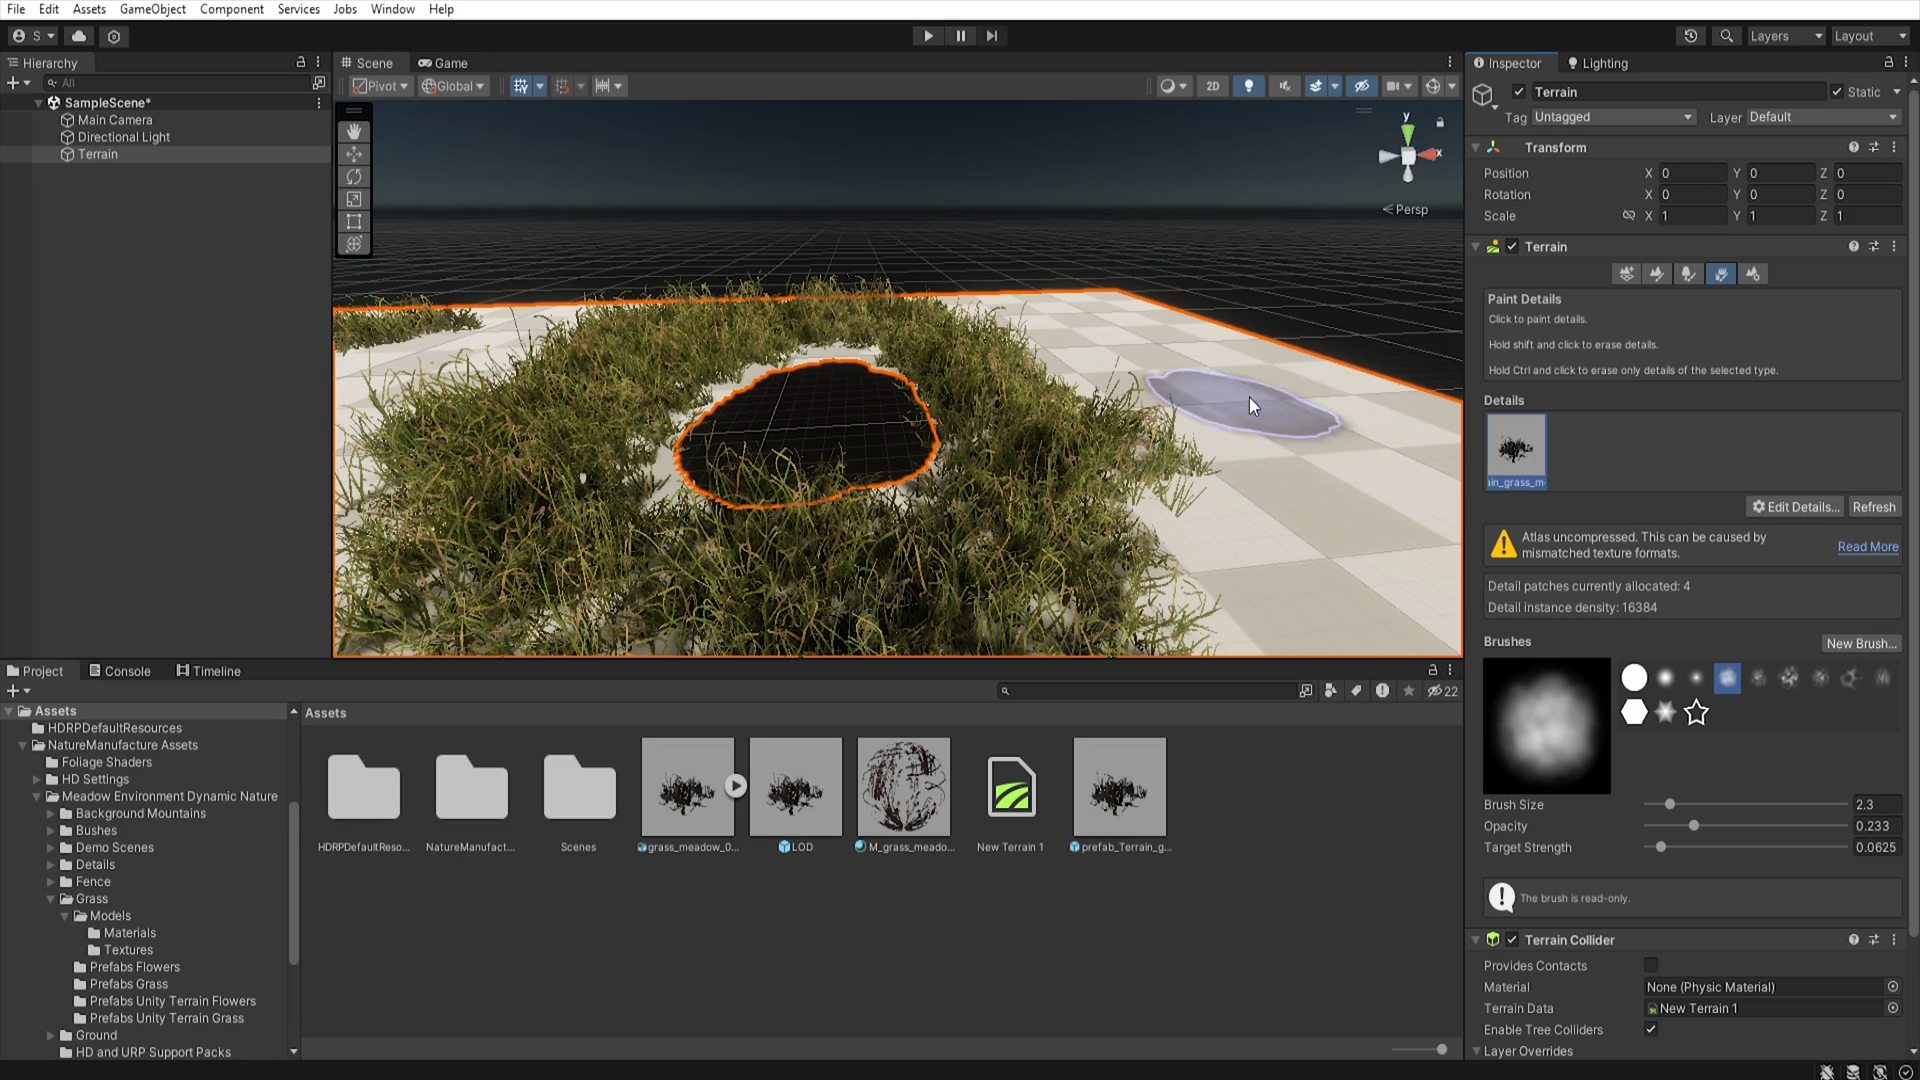 File Edit Assets GameObject Component Services Jobs Window Help
S
Layers Layout
Hierarchy
All
SampleScene*
Main Camera
Directional Light
Terrain
Scene Game
Pivot Global
2D
y
x
Persp
Inspector Lighting
Terrain Static
Tag Untagged Layer Default
Transform
Position X 0 Y 0 Z 0
Rotation X 0 Y 0 Z 0
Scale X 1 Y 1 Z 1
Terrain
Paint Details
Click to paint details.
Hold shift and click to erase details.
Hold Ctrl and click to erase only details of the selected type.
Details
ain_grass_m
Edit Details... Refresh
Atlas uncompressed. This can be caused by
mismatched texture formats.
Read More
Detail patches currently allocated: 4
Detail instance density: 16384
Brushes
New Brush...
Brush Size 2.3
Opacity 0.233
Target Strength 0.0625
The brush is read-only.
Terrain Collider
Provides Contacts
Material None (Physic Material)
Terrain Data New Terrain 1
Enable Tree Colliders
Layer Overrides
Project Console Timeline
22
Assets
HDRPDefaultResources
NatureManufacture Assets
Foliage Shaders
HD Settings
Meadow Environment Dynamic Nature
Background Mountains
Bushes
Demo Scenes
Details
Fence
Grass
Models
Materials
Textures
Prefabs Flowers
Prefabs Grass
Prefabs Unity Terrain Flowers
Prefabs Unity Terrain Grass
Ground
HD and URP Support Packs
Assets
HDRPDefaultReso...
NatureManufact...
Scenes
grass_meadow_0...
LOD
M_grass_meado...
New Terrain 1
prefab_Terrain_g...